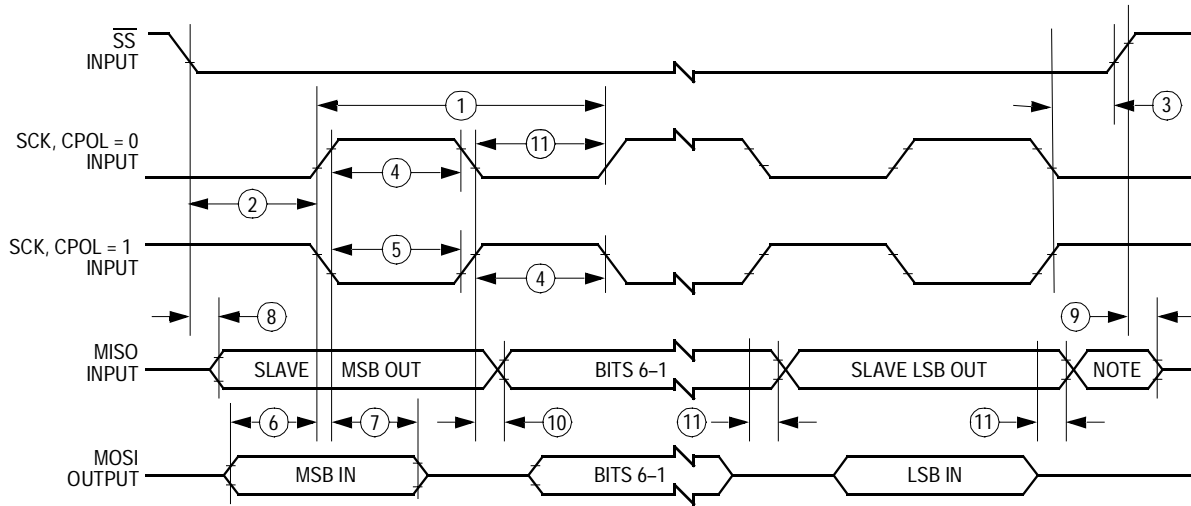 SS
INPUT
1
3
SCK, CPOL = 0
INPUT
11
4
2
SCK, CPOL = 1
INPUT
5
4
8
9
MISO
INPUT
SLAVE MSB OUT
BITS 6–1
SLAVE LSB OUT
NOTE
6
7
10
11
11
MOSI
OUTPUT
MSB IN
BITS 6–1
LSB IN